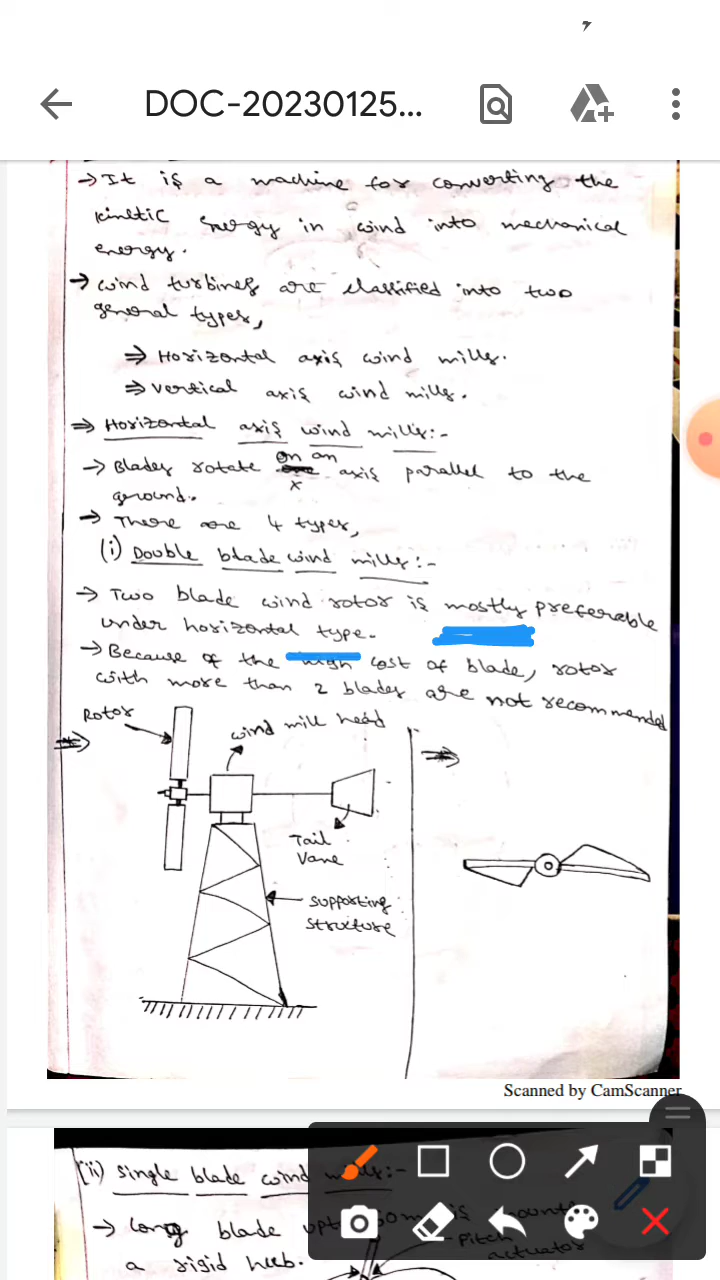 DOC-20230125...
→ It is a machine for converting the
kinetic energy in wind into mechanical
energy.
→ wind turbines are classified into two
general types,
⇒ Horizontal axis wind mills.
⇒ vertical axis wind mills.
⇒ Horizontal axis wind mills:-
→ Blades rotate on an axis parallel to the
ground.
→ There are 4 types,
(i) Double blade wind mills:-
→ Two blade wind rotor is mostly preferable
under horizontal type.
→ Because of the high cost of blade, rotor
with more than 2 blades are not recommended
Rotor
wind mill head
Tail
Vane
supporting
structure
Scanned by CamScanner
(ii) Single blade wind mills:-
→ Long blade
a rigid hub.
Pitch
actuator